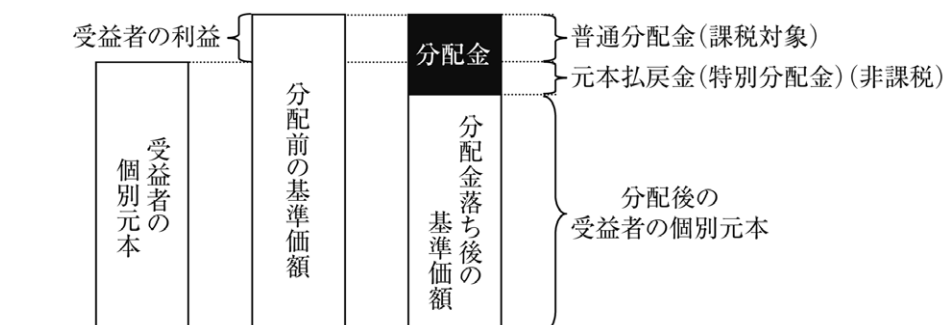 受益者の利益
分配金
普通分配金(課税対象)
元本払戻金(特別分配金)(非課税)
受益者の
個別元本
分配前の基準価額
分配金落ち後の
基準価額
分配後の
受益者の個別元本